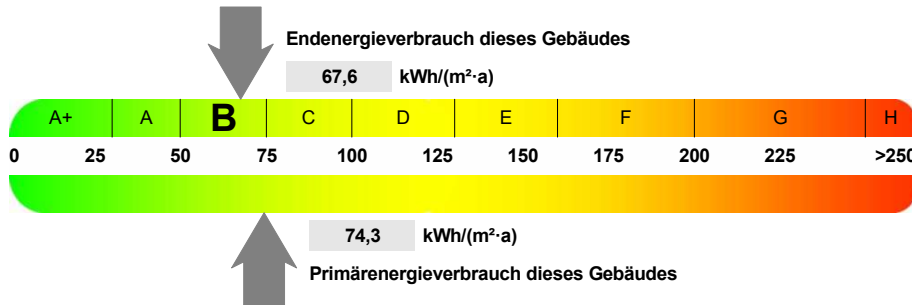 Endenergieverbrauch dieses Gebäudes
67,6 kWh/(m²·a)
A+ A B C D E F G H
0 25 50 75 100 125 150 175 200 225 >250
74,3 kWh/(m²·a)
Primärenergieverbrauch dieses Gebäudes